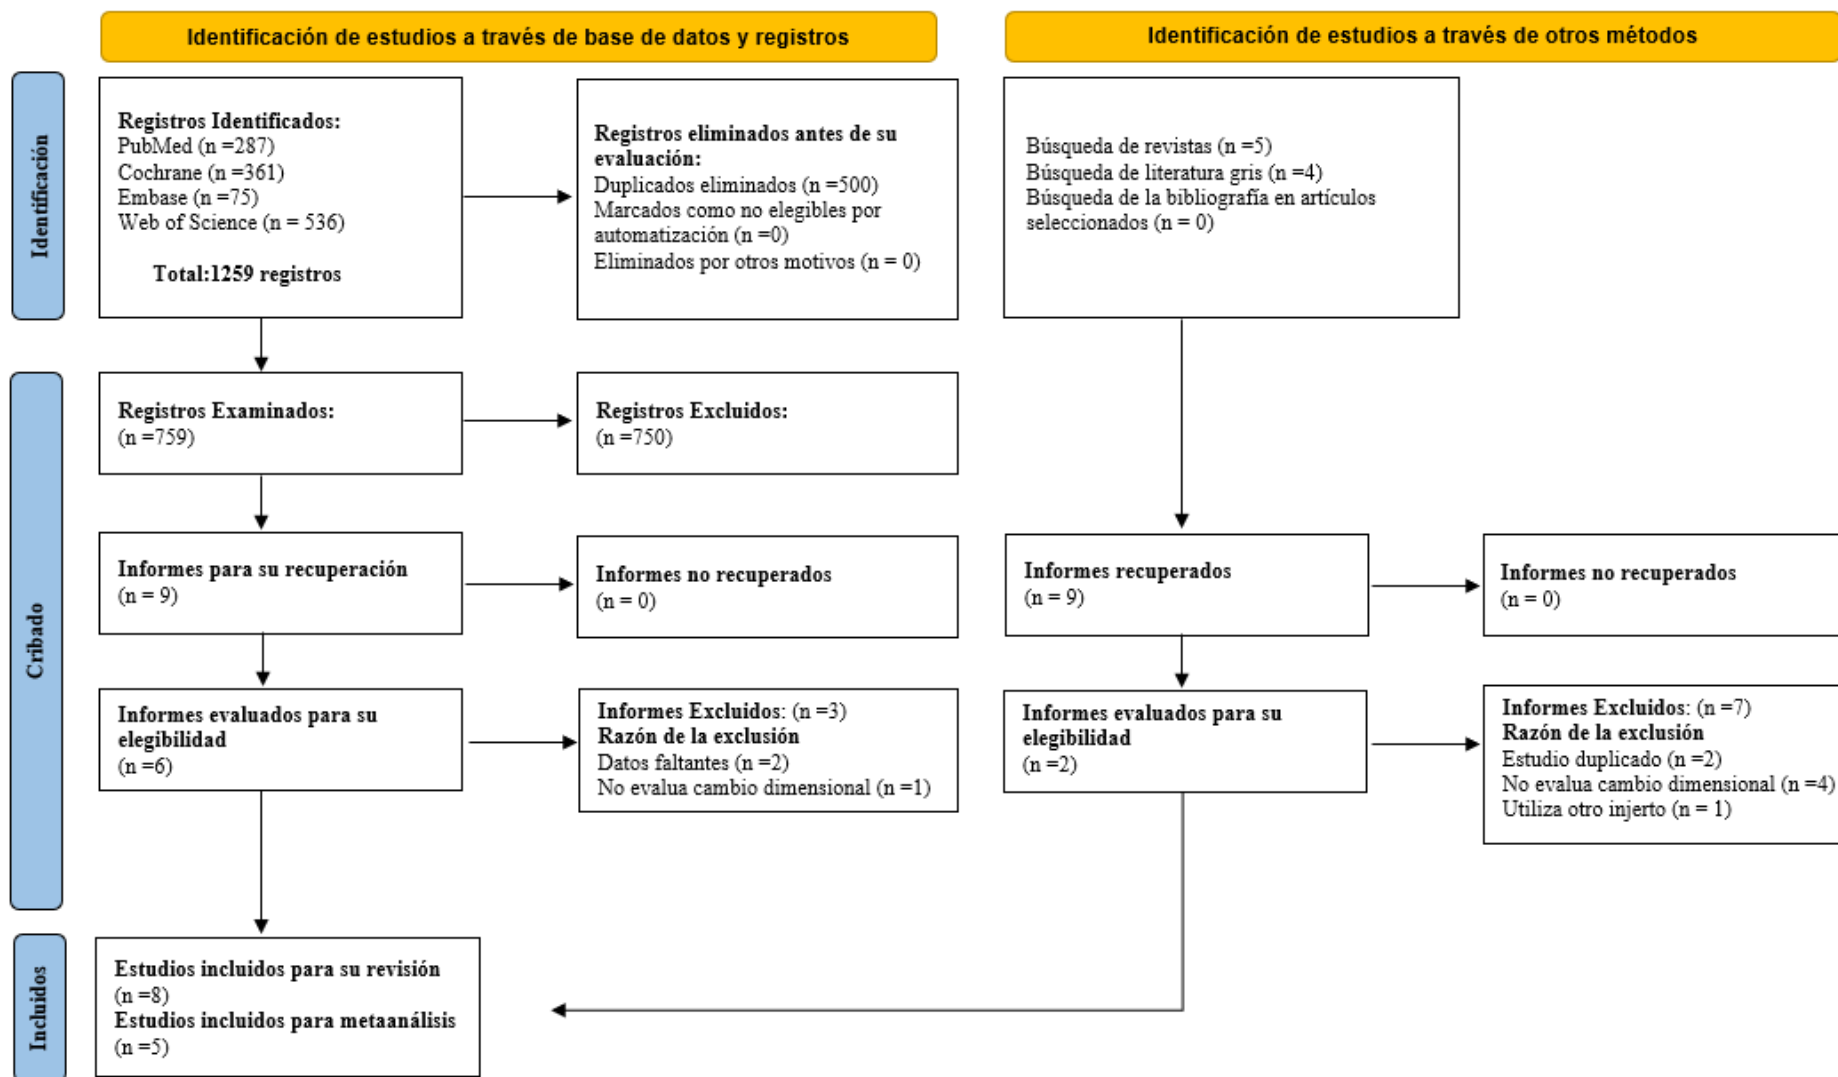 Identificación de estudios a través de base de datos y registros
Identificación de estudios a través de otros métodos
Identificación
Registros Identificados:
PubMed (n =287)
Cochrane (n =361)
Embase (n =75)
Web of Science (n = 536)
Total:1259 registros
Registros eliminados antes de su
evaluación:
Duplicados eliminados (n =500)
Marcados como no elegibles por
automatización (n =0)
Eliminados por otros motivos (n = 0)
Búsqueda de revistas (n =5)
Búsqueda de literatura gris (n =4)
Búsqueda de la bibliografía en artículos
seleccionados (n = 0)
Cribado
Registros Examinados:
(n =759)
Registros Excluidos:
(n =750)
Informes para su recuperación
(n = 9)
Informes no recuperados
(n = 0)
Informes recuperados
(n = 9)
Informes no recuperados
(n = 0)
Informes evaluados para su
elegibilidad
(n =6)
Informes Excluidos: (n =3)
Razón de la exclusión
Datos faltantes (n =2)
No evalua cambio dimensional (n =1)
Informes evaluados para su
elegibilidad
(n =2)
Informes Excluidos: (n =7)
Razón de la exclusión
Estudio duplicado (n =2)
No evalua cambio dimensional (n =4)
Utiliza otro injerto (n = 1)
Incluidos
Estudios incluidos para su revisión
(n =8)
Estudios incluidos para metaanálisis
(n =5)